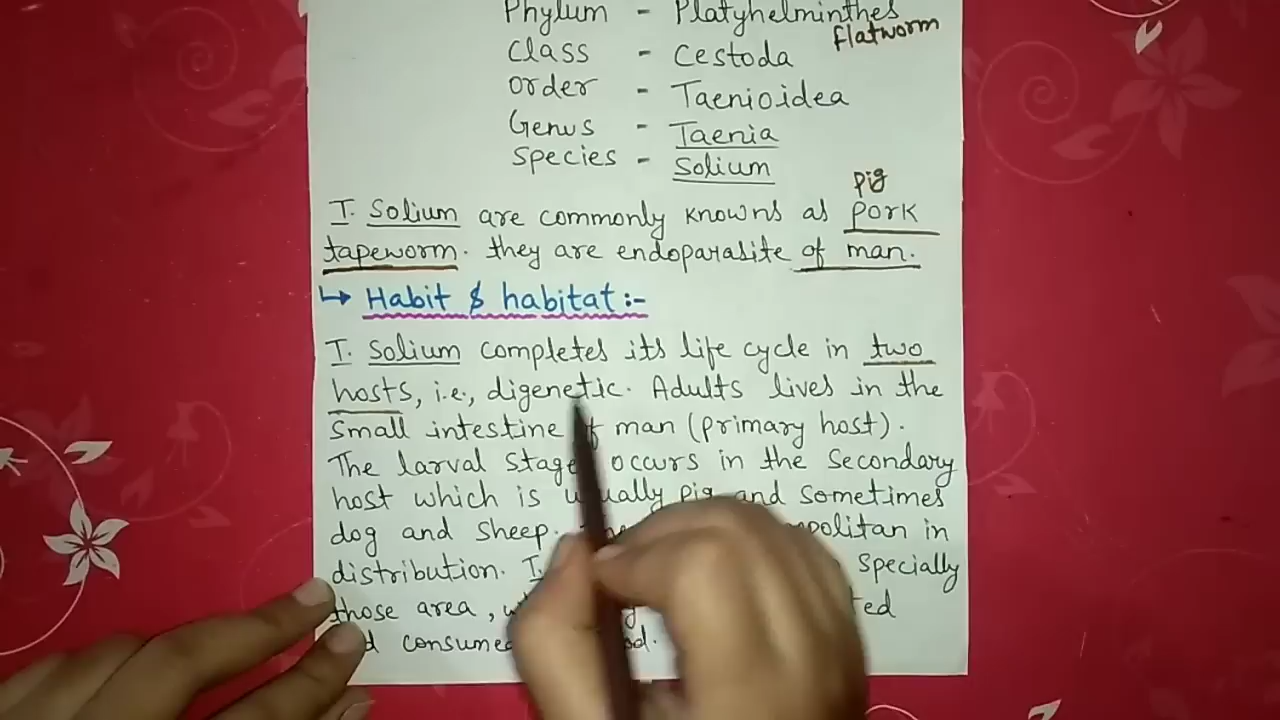 Phylum - Platyhelminthes
flatworm
Class - Cestoda
Order - Taenioidea
Genus - Taenia
Species - Solium
pig
T. Solium are commonly knowns as pork
tapeworm. they are endoparasite of man.
↳ Habit & habitat:-
T. Solium completes its life cycle in two
hosts, i.e., digenetic. Adults lives in the
Small intestine man (primary host).
The larval Stage occurs in the Secondary
host which is usually pig and Sometimes
dog and Sheep. in
distribution. Specially
those area,
consumed